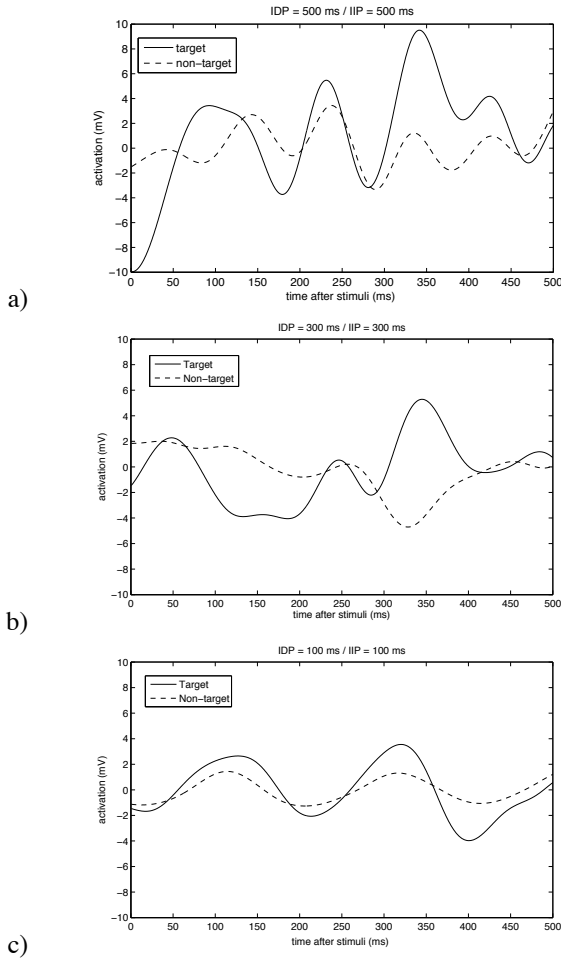 IDP = 500 ms / IIP = 500 ms
10
8
6
4
2
0
−2
−4
−6
−8
−10
activation (mV)
target
non−target
0 50 100 150 200 250 300 350 400 450 500
time after stimuli (ms)
a)
IDP = 300 ms / IIP = 300 ms
10
8
6
4
2
0
−2
−4
−6
−8
−10
activation (mV)
Target
Non−target
0 50 100 150 200 250 300 350 400 450 500
time after stimuli (ms)
b)
IDP = 100 ms / IIP = 100 ms
10
8
6
4
2
0
−2
−4
−6
−8
−10
activation (mV)
Target
Non−target
0 50 100 150 200 250 300 350 400 450 500
time after stimuli (ms)
c)